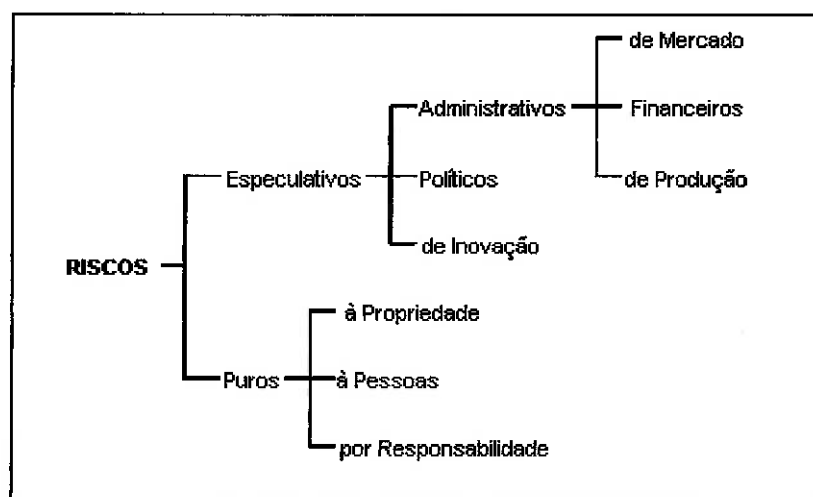 de Mercado
Administrativos
Financeiros
Especulativos
Políticos
de Produção
de Inovação
RISCOS
à Propriedade
Puros
à Pessoas
por Responsabilidade